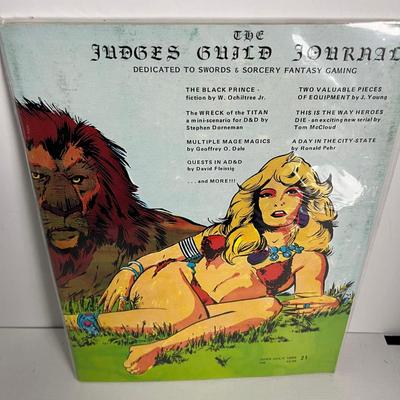 THE
JUDGES GUILD JOURNAL
DEDICATED TO SWORDS & SORCERY FANTASY GAMING
THE BLACK PRINCE -
fiction by W. Ochiltree Jr.
The WRECK of the TITAN
a mini-scenario for D&D by
Stephen Dorneman
MULTIPLE MAGE MAGICS
by Geoffrey O. Dale
QUESTS IN AD&D
by David Fleissig
. . . and MORE!!!
TWO VALUABLE PIECES
OF EQUIPMENT by J. Young
THIS IS THE WAY HEROES
DIE - an exciting new serial by
Tom McCloud
A DAY IN THE CITY-STATE
by Ronald Pehr
21